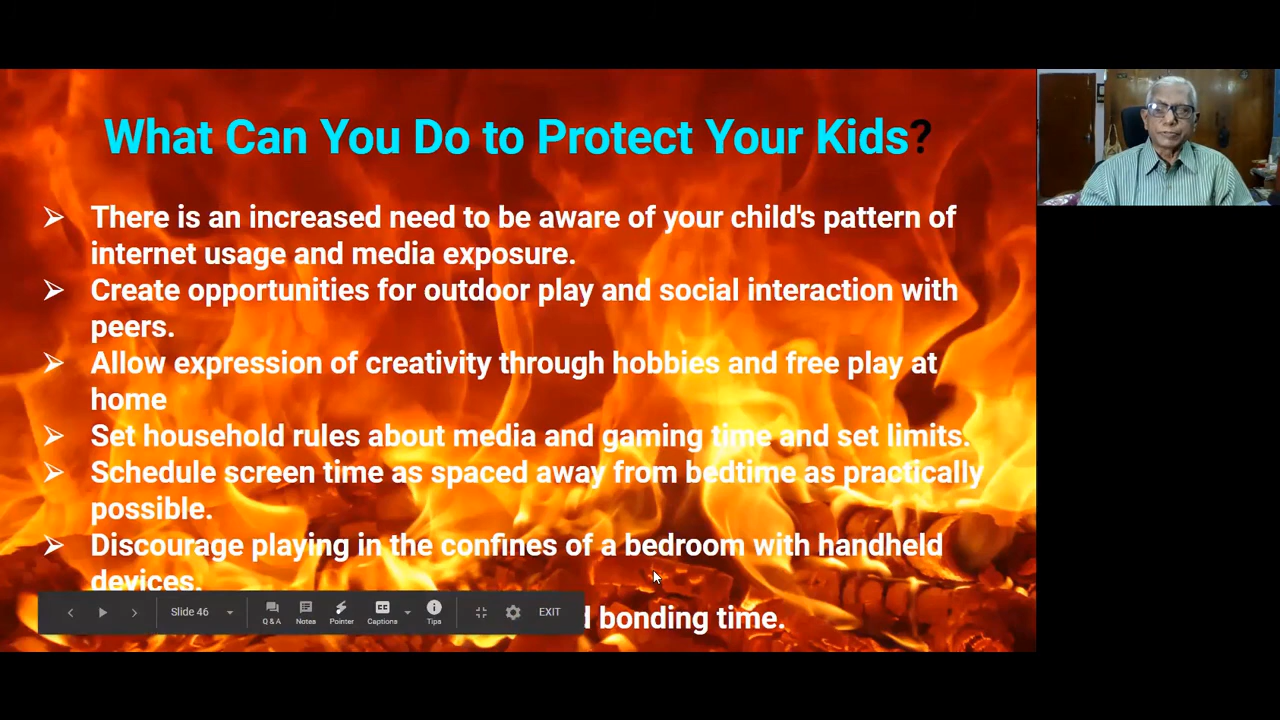 What Can You Do to Protect Your Kids?
➢ There is an increased need to be aware of your child's pattern of
internet usage and media exposure.
➢ Create opportunities for outdoor play and social interaction with
peers.
➢ Allow expression of creativity through hobbies and free play at
home
➢ Set household rules about media and gaming time and set limits.
➢ Schedule screen time as spaced away from bedtime as practically
possible.
➢ Discourage playing in the confines of a bedroom with handheld
devices.
bonding time.
Slide 46
Q & A
Notes
Pointer
Captions
Tips
EXIT